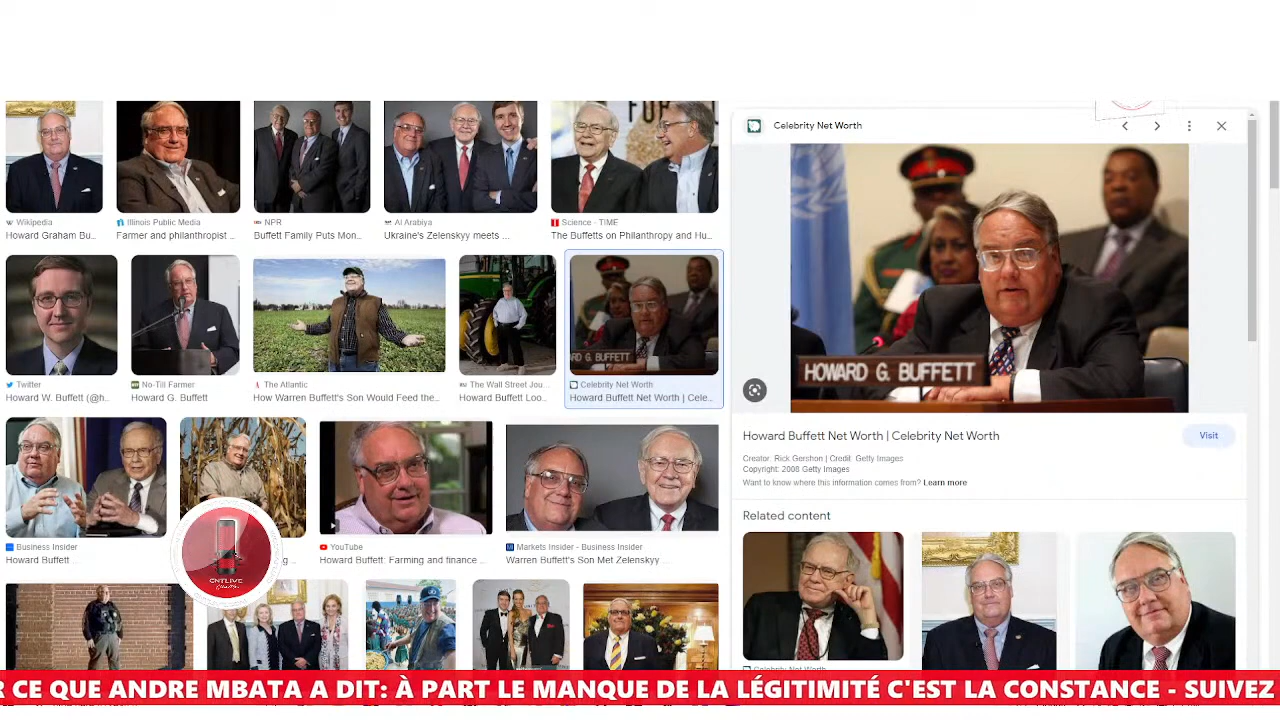 Wikipedia
Howard Graham Bu...
Illinois Public Media
Farmer and philanthropist ...
NPR
Buffett Family Puts Mon...
Al Arabiya
Ukraine's Zelenskyy meets ...
Science - TIME
The Buffetts on Philanthropy and Hu...
Twitter
Howard W. Buffett (@h...
No-Till Farmer
Howard G. Buffett
The Atlantic
How Warren Buffett's Son Would Feed the...
The Wall Street Jou...
Howard Buffett Loo...
RD G. BUFFETT
Celebrity Net Worth
Howard Buffett Net Worth | Cele...
Business Insider
Howard Buffett ...
YouTube
Howard Buffett: Farming and finance ...
Markets Insider - Business Insider
Warren Buffett's Son Met Zelenskyy ...
CNTLIVE
Celebrity Net Worth
HOWARD G. BUFFETT
Howard Buffett Net Worth | Celebrity Net Worth
Visit
Creator: Rick Gershon | Credit: Getty Images
Copyright: 2008 Getty Images
Want to know where this information comes from? Learn more
Related content
Celebrity Net Worth
R CE QUE ANDRE MBATA A DIT: À PART LE MANQUE DE LA LÉGITIMITÉ C'EST LA CONSTANCE - SUIVEZ